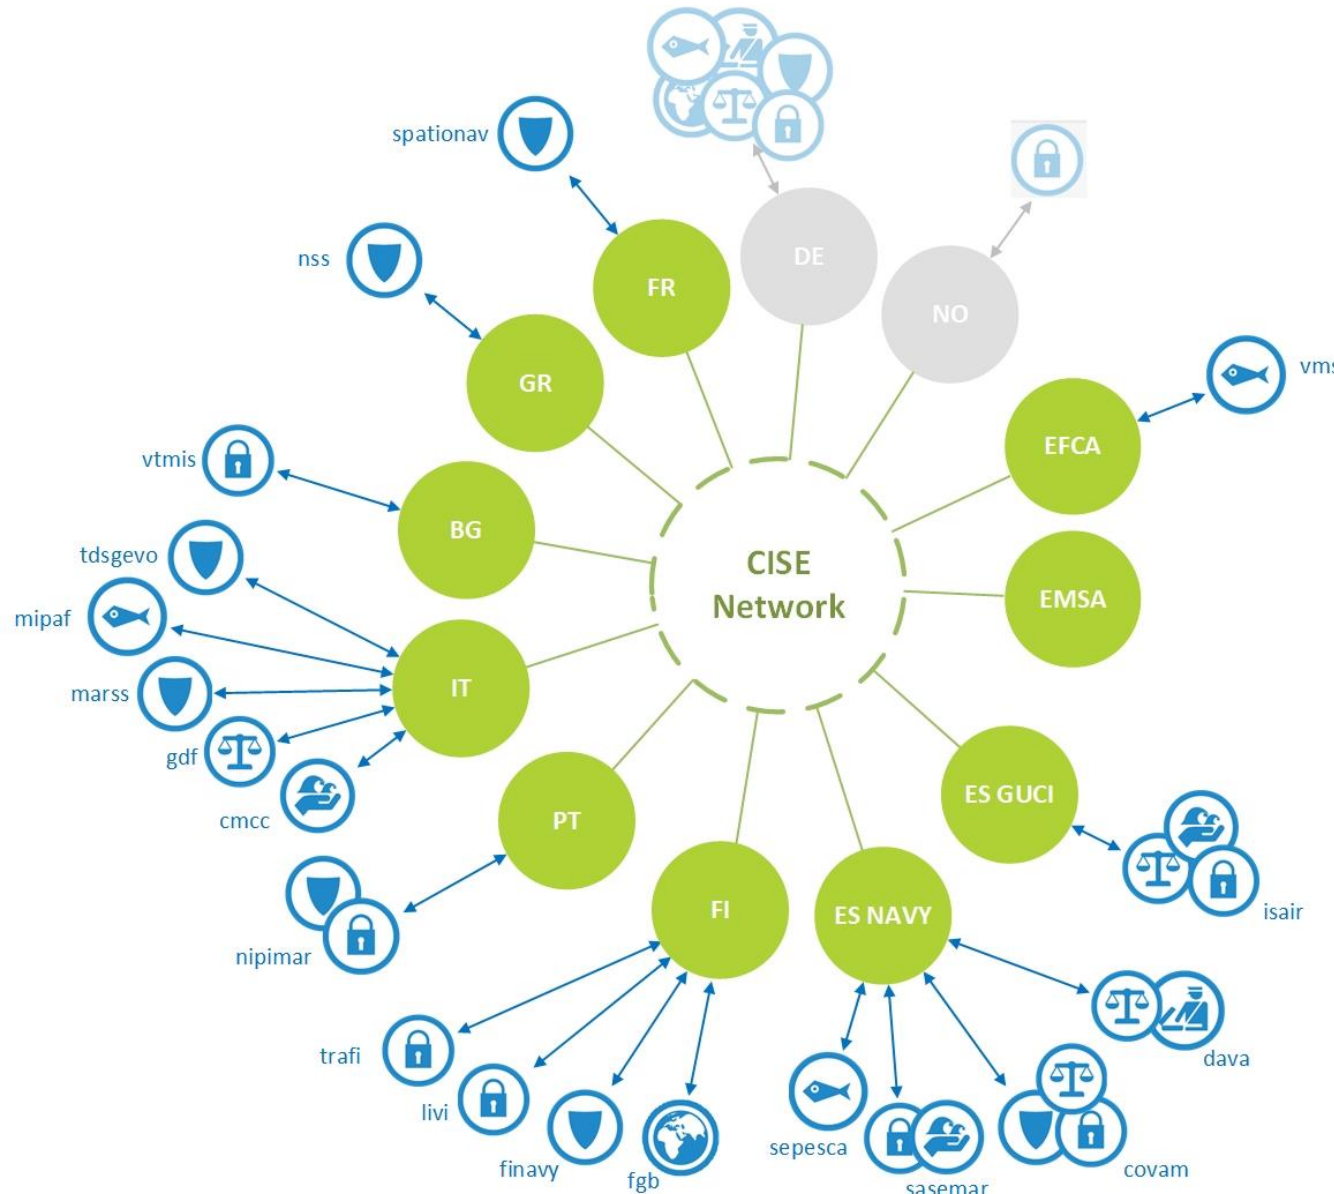 spationav
DE
nss
FR
NO
GR
vms
EFCA
vtmis
BG
tdsgevo
CISE
Network
EMSA
mipaf
marss
IT
gdf
cmcc
PT
ES GUCI
nipimar
FI
ES NAVY
isair
trafi
livi
finavy
fgb
sepesca
sasemar
covam
dava